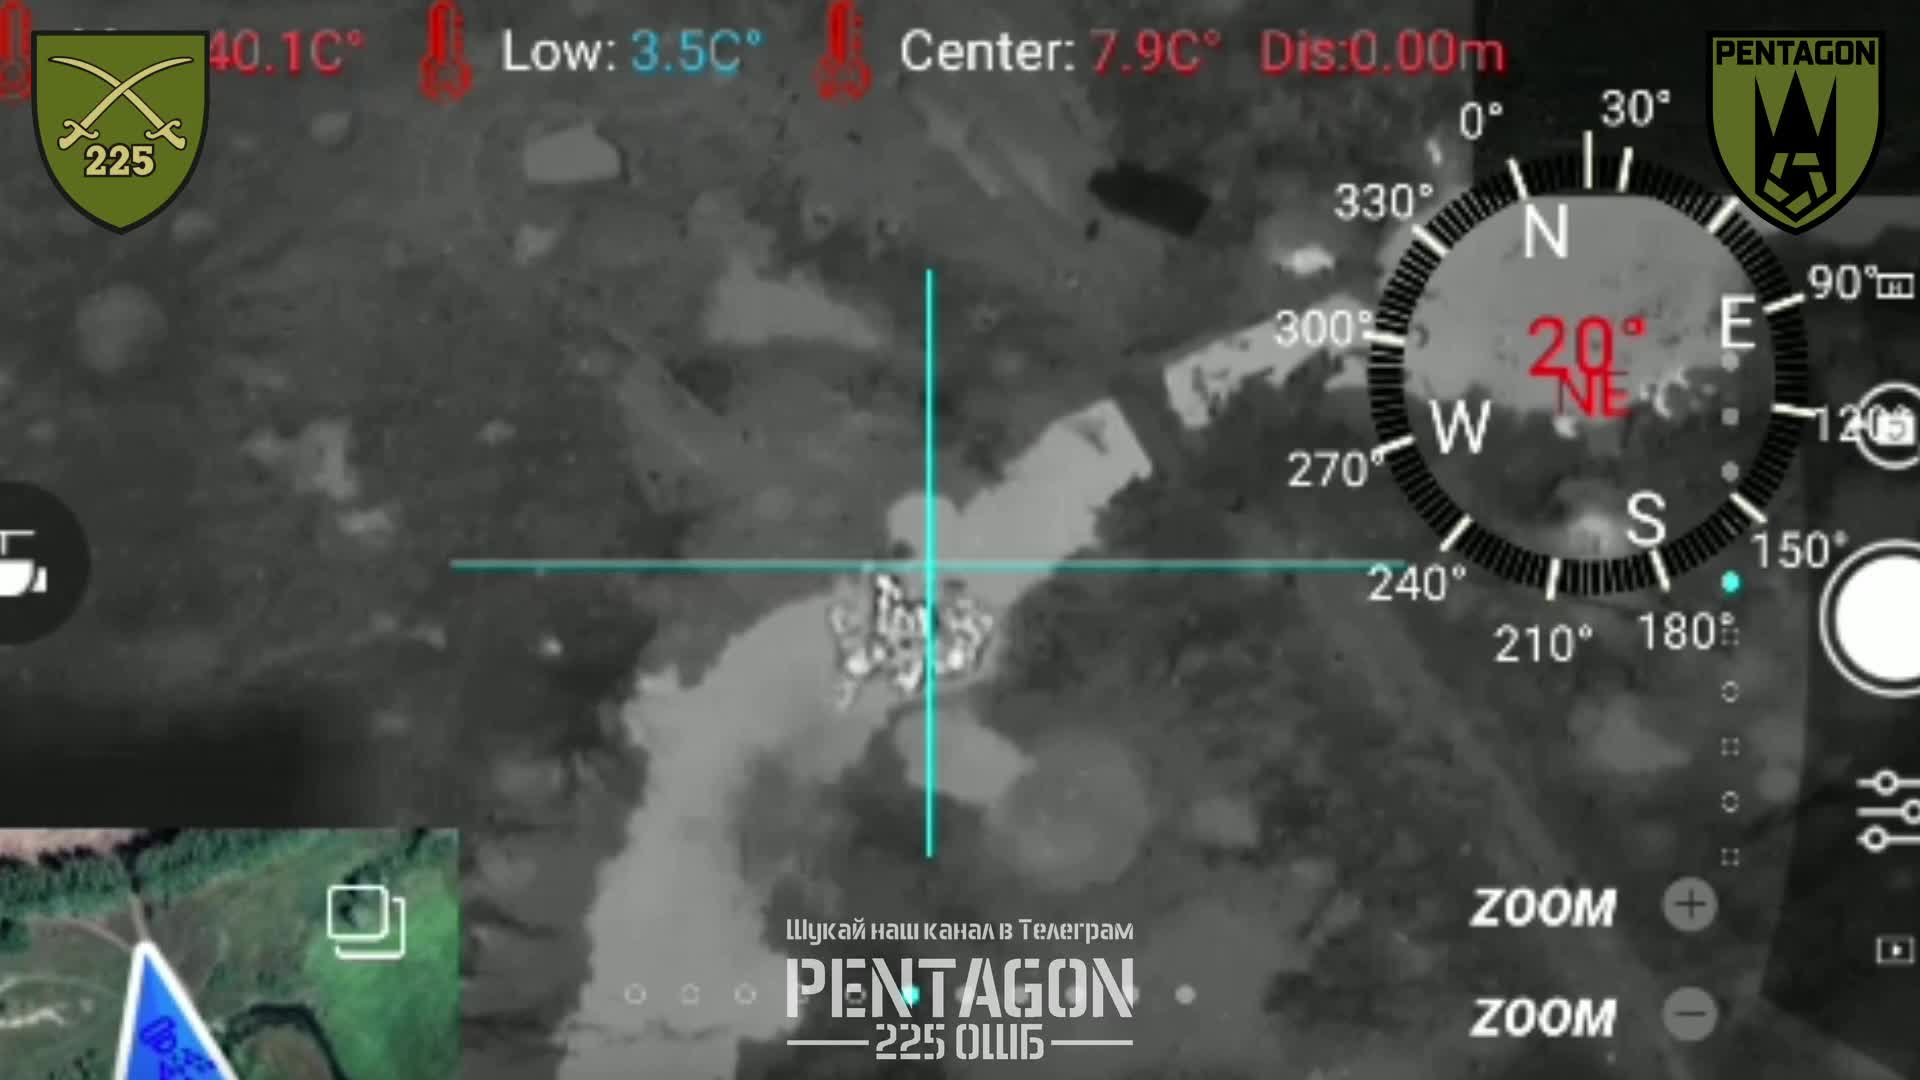 40.1C°
Low: 3.5C°
Center: 7.9C°
Dis:0.00m
225
PENTAGON
0°
30°
330°
N
90°
300°
E
20°
NE
W
120°
270°
S
150°
240°
210°
180°
ZOOM
ZOOM
Шукай наш канал в Телеграм
PENTAGON
225 ОШБ